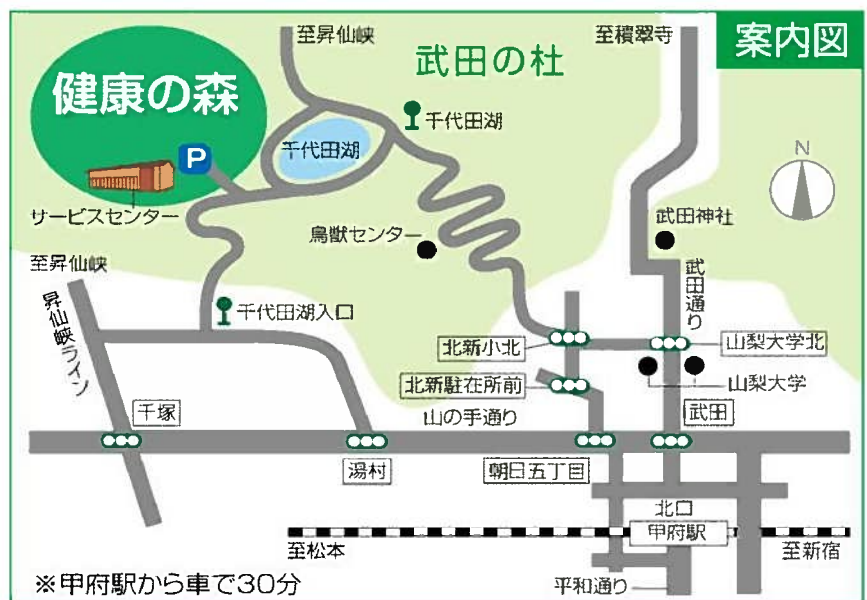 至昇仙峡
至積翠寺
案内図
武田の杜
健康の森
千代田湖
P
千代田湖
N
サービスセンター
武田神社
鳥獣センター
至昇仙峡
武田通り
昇仙峡ライン
千代田湖入口
北新小北
山梨大学北
北新駐在所前
山梨大学
千塚
山の手通り
武田
湯村
朝日五丁目
北口
甲府駅
至松本
至新宿
※甲府駅から車で30分
平和通り